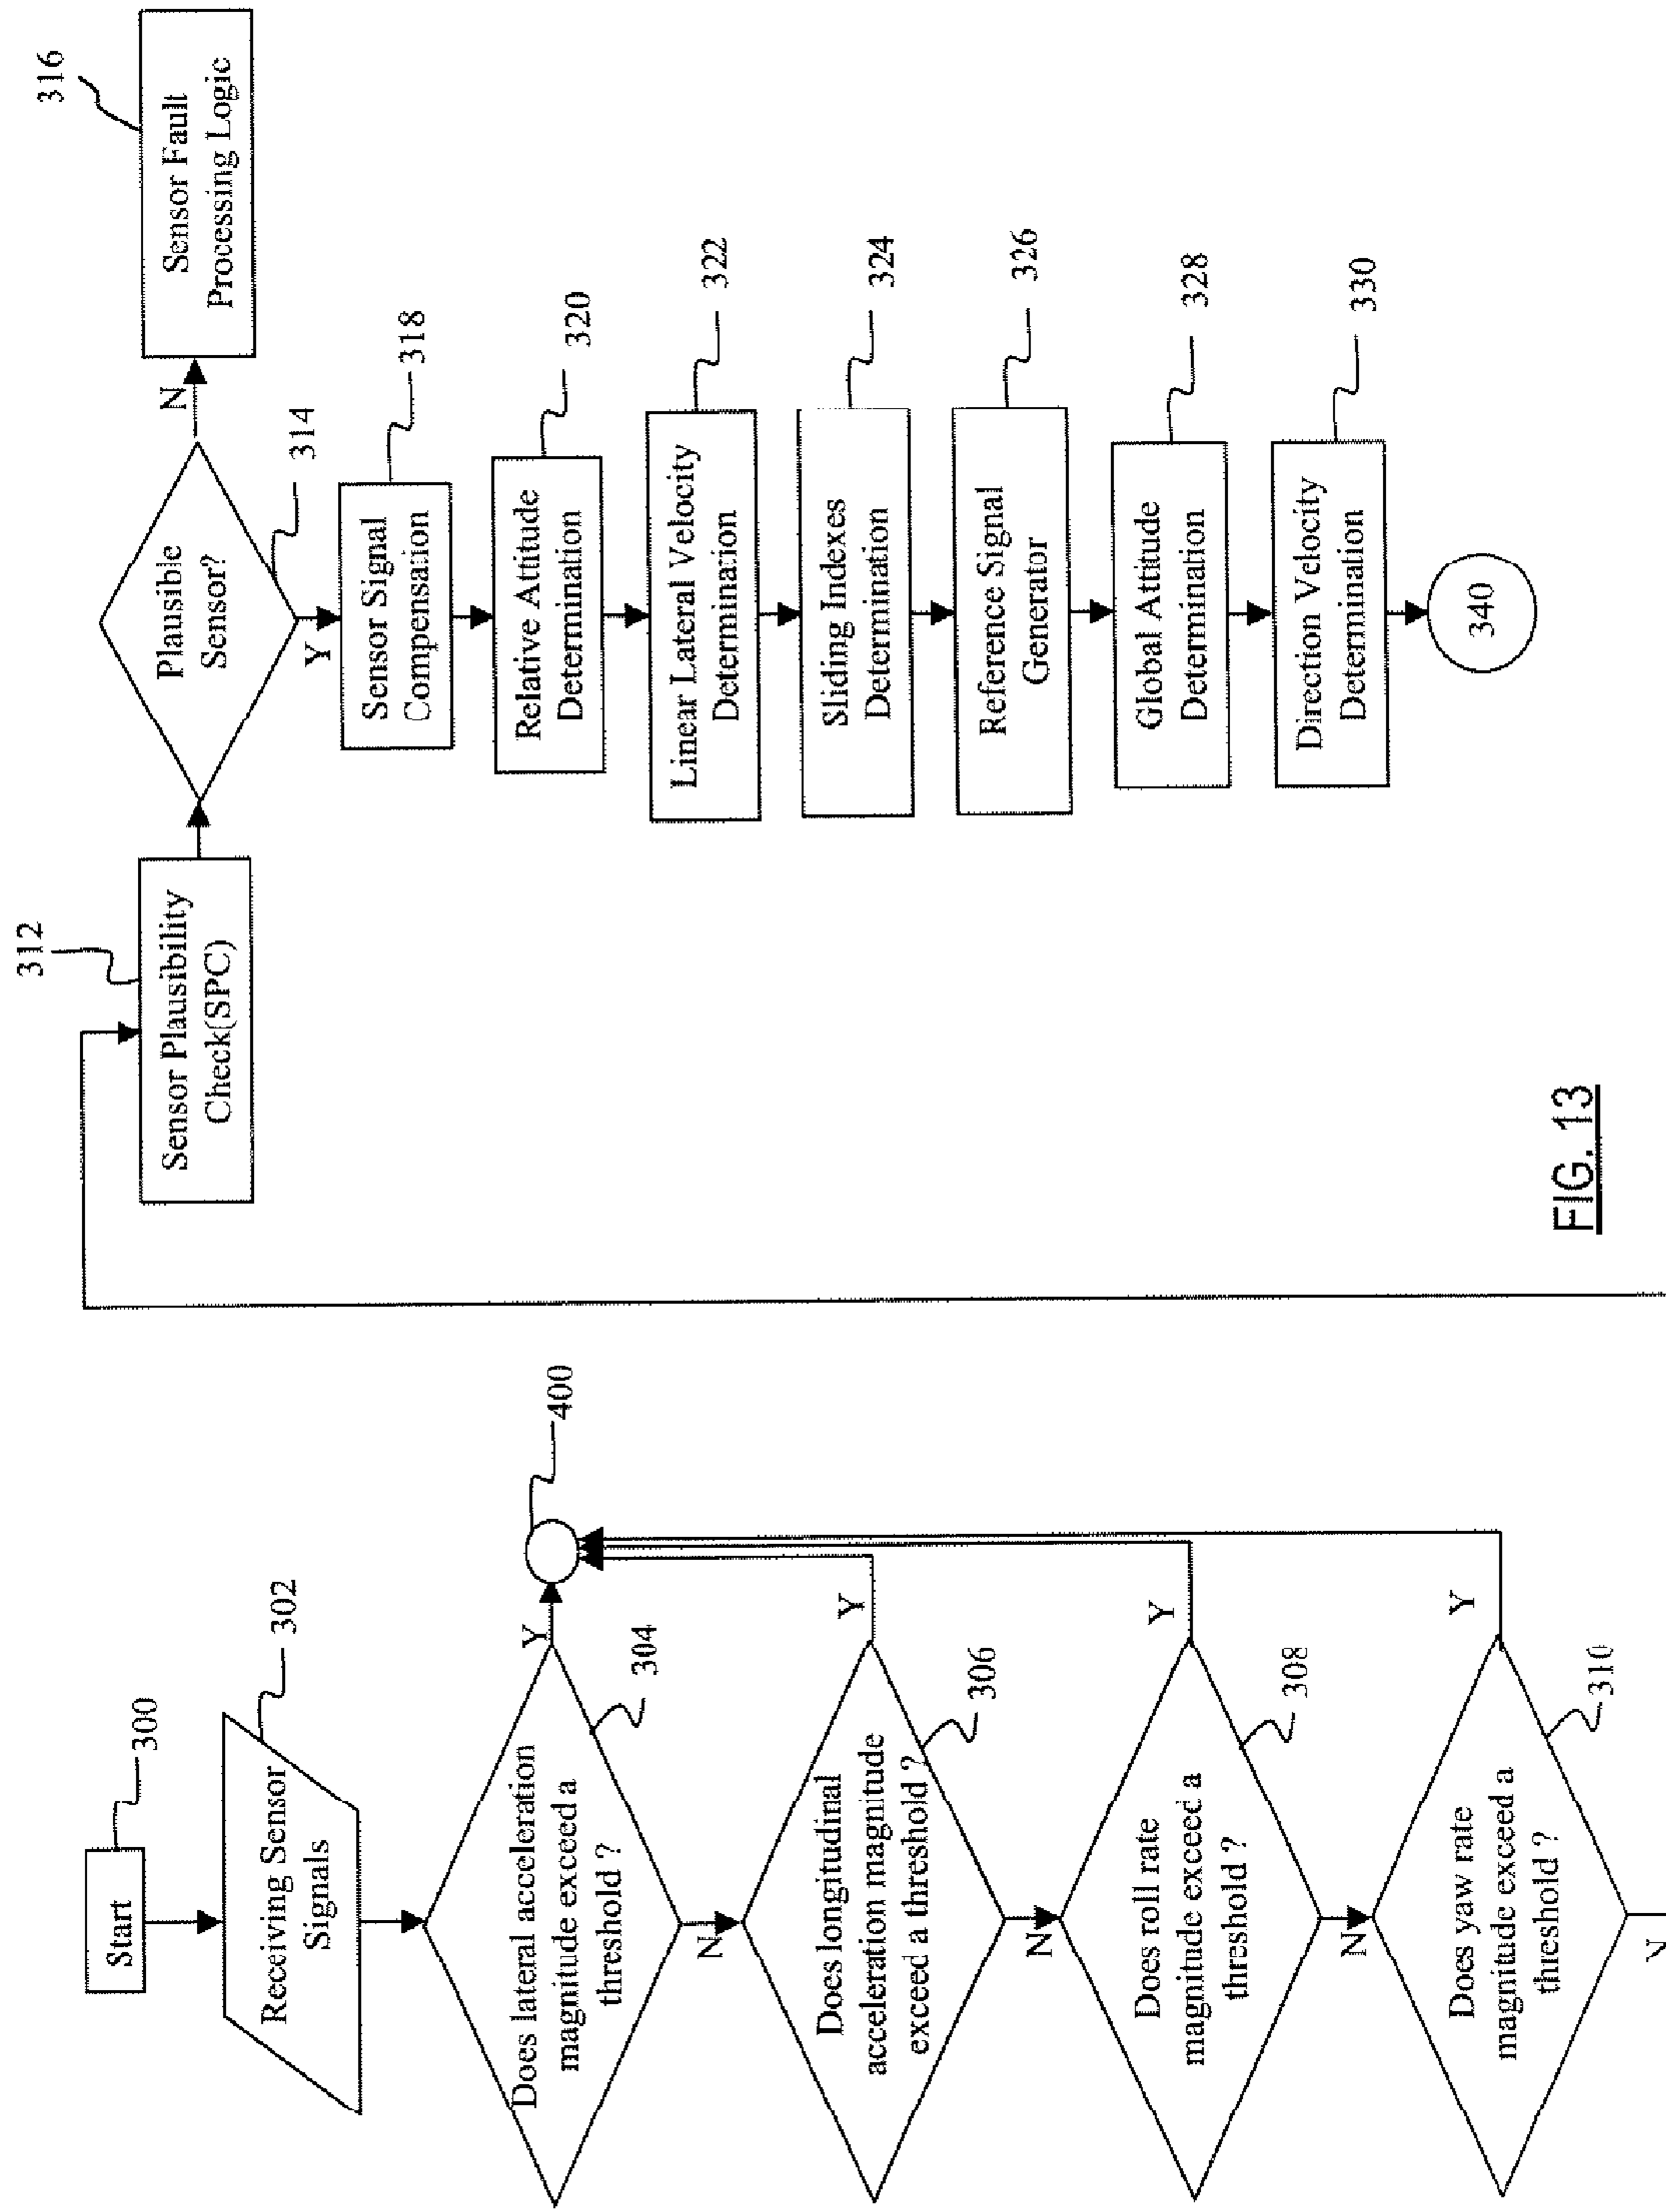 300
Start
302
Receiving Sensor
Signals
Does lateral acceleration
magnitude exceed a
threshold ?
304
Y
400
N
Does longitudinal
acceleration magnitude
exceed a threshold ?
306
Y
N
Does roll rate
magnitude exceed a
threshold ?
308
Y
N
Does yaw rate
magnitude exceed a
threshold ?
310
Y
N
312
Sensor Plausibility
Check(SPC)
Plausible
Sensor?
314
N
316
Sensor Fault
Processing Logic
Y
Sensor Signal
Compensation
318
Relative Attitude
Determination
320
Linear Lateral Velocity
Determination
322
Sliding Indexes
Determination
324
Reference Signal
Generator
326
Global Attitude
Determination
328
Direction Velocity
Determination
330
340
FIG. 13